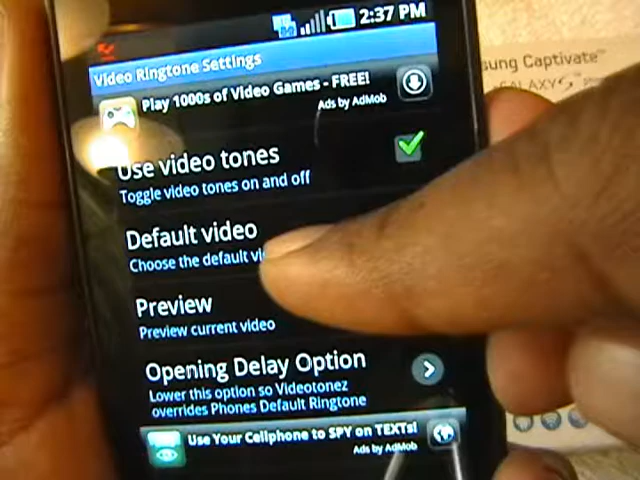 2:37 PM
Video Ringtone Settings
Play 1000s of Video Games - FREE!
Ads by AdMob
Use video tones
Toggle video tones on and off
Default video
Choose the default
Preview
Preview current video
Opening Delay Option
Lower this option so Videotonez
overrides Phones Default Ringtone
Use Your Cellphone to SPY on TEXTs!
Ads by AdMob
Captivate™
GALAXY S